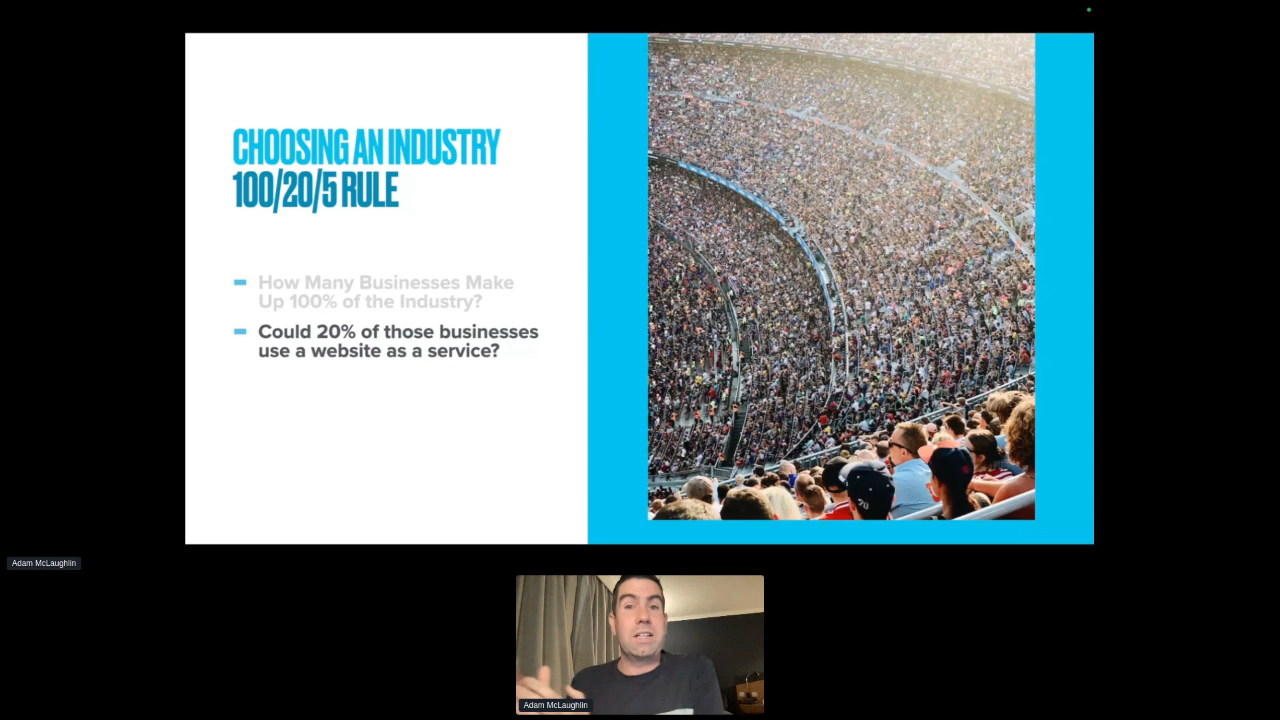 CHOOSING AN INDUSTRY
100/20/5 RULE
How Many Businesses Make
Up 100% of the Industry?
Could 20% of those businesses
use a website as a service?
Adam McLaughlin
Adam McLaughlin